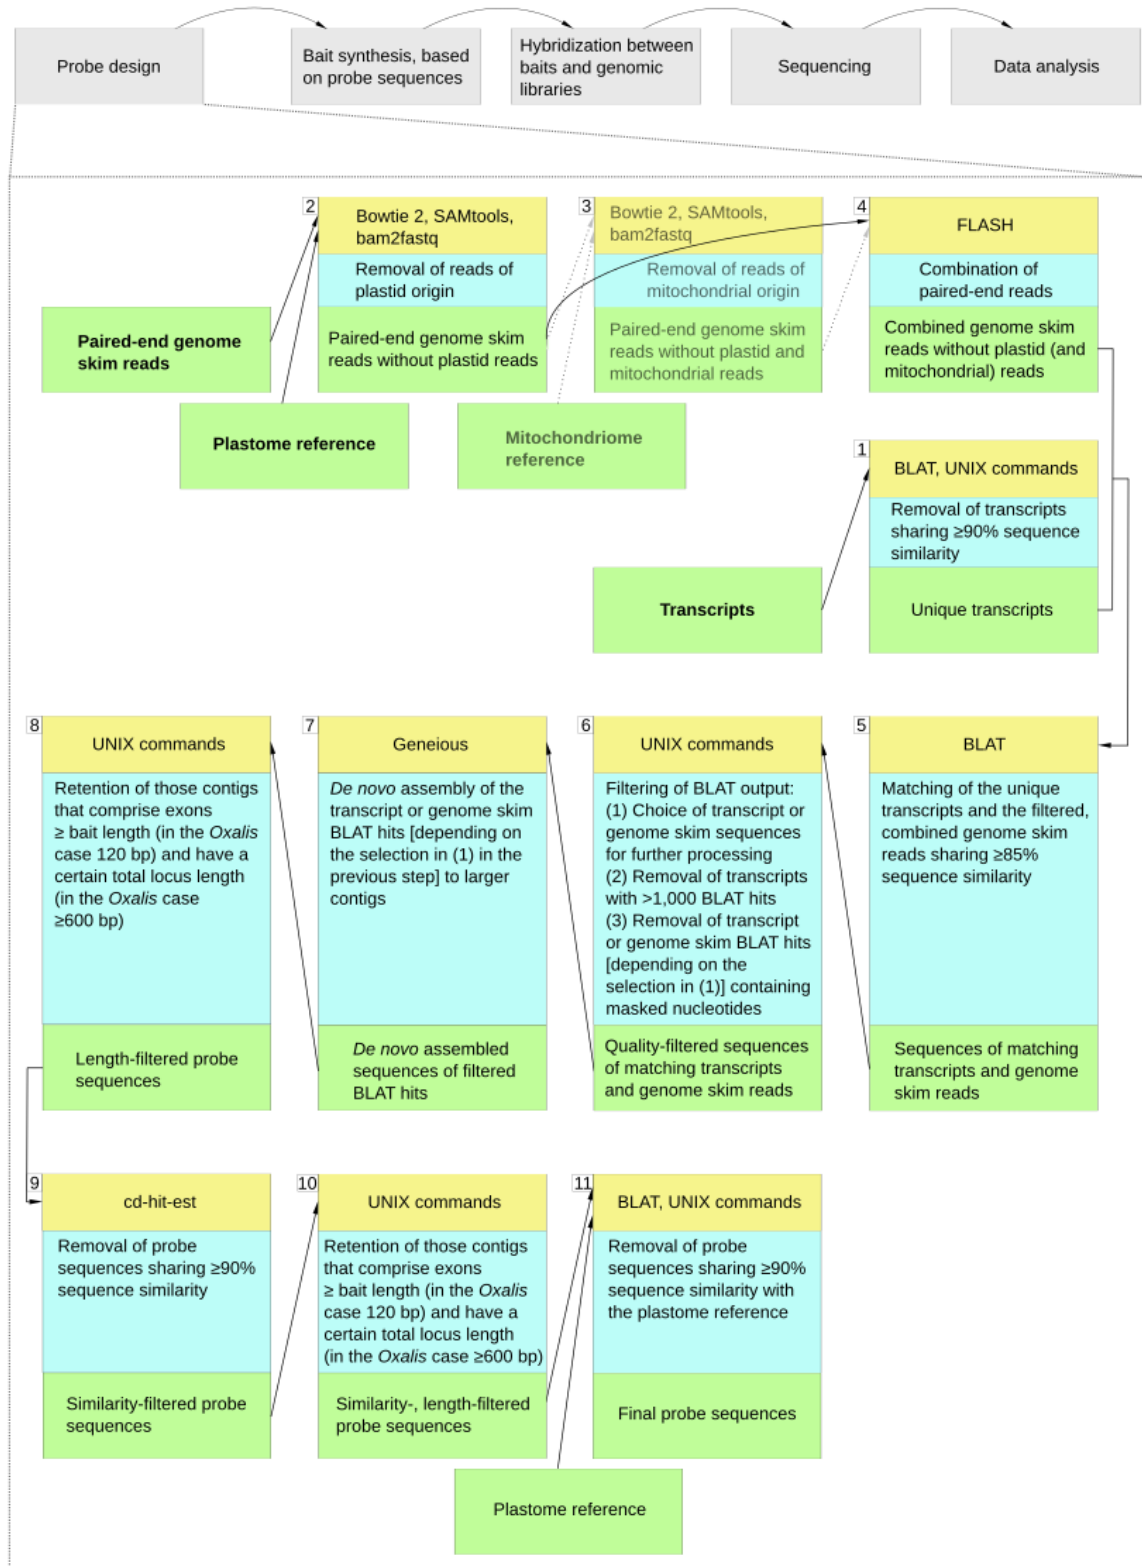 Probe design
Bait synthesis, based
on probe sequences
Hybridization between
baits and genomic
libraries
Sequencing
Data analysis
2
Bowtie 2, SAMtools,
bam2fastq
Removal of reads of
plastid origin
Paired-end genome skim
reads without plastid reads
3
Bowtie 2, SAMtools,
bam2fastq
Removal of reads of
mitochondrial origin
Paired-end genome skim
reads without plastid and
mitochondrial reads
4
FLASH
Combination of
paired-end reads
Combined genome skim
reads without plastid (and
mitochondrial) reads
Paired-end genome
skim reads
Plastome reference
Mitochondriome
reference
1
BLAT, UNIX commands
Removal of transcripts
sharing ≥90% sequence
similarity
Unique transcripts
Transcripts
8
UNIX commands
Retention of those contigs
that comprise exons
≥ bait length (in the Oxalis
case 120 bp) and have a
certain total locus length
(in the Oxalis case
≥600 bp)
Length-filtered probe
sequences
7
Geneious
De novo assembly of the
transcript or genome skim
BLAT hits [depending on
the selection in (1) in the
previous step] to larger
contigs
De novo assembled
sequences of filtered
BLAT hits
6
UNIX commands
Filtering of BLAT output:
(1) Choice of transcript or
genome skim sequences
for further processing
(2) Removal of transcripts
with >1,000 BLAT hits
(3) Removal of transcript
or genome skim BLAT hits
[depending on the
selection in (1)] containing
masked nucleotides
Quality-filtered sequences
of matching transcripts
and genome skim reads
5
BLAT
Matching of the unique
transcripts and the filtered,
combined genome skim
reads sharing ≥85%
sequence similarity
Sequences of matching
transcripts and genome
skim reads
9
cd-hit-est
Removal of probe
sequences sharing ≥90%
sequence similarity
Similarity-filtered probe
sequences
10
UNIX commands
Retention of those contigs
that comprise exons
≥ bait length (in the Oxalis
case 120 bp) and have a
certain total locus length
(in the Oxalis case ≥600 bp)
Similarity-, length-filtered
probe sequences
11
BLAT, UNIX commands
Removal of probe
sequences sharing ≥90%
sequence similarity with
the plastome reference
Final probe sequences
Plastome reference